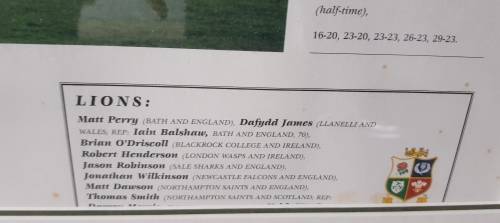 (half-time),
16-20, 23-20, 23-23, 26-23, 29-23.
LIONS:
Matt Perry (BATH AND ENGLAND), Dafydd James (LLANELLI AND
WALES; REP: Iain Balshaw, BATH AND ENGLAND, 70),
Brian O'Driscoll (BLACKROCK COLLEGE AND IRELAND),
Robert Henderson (LONDON WASPS AND IRELAND),
Jason Robinson (SALE SHARKS AND ENGLAND),
Jonathan Wilkinson (NEWCASTLE FALCONS AND ENGLAND),
Matt Dawson (NORTHAMPTON SAINTS AND ENGLAND),
Thomas Smith (NORTHAMPTON SAINTS AND SCOTLAND; REP: